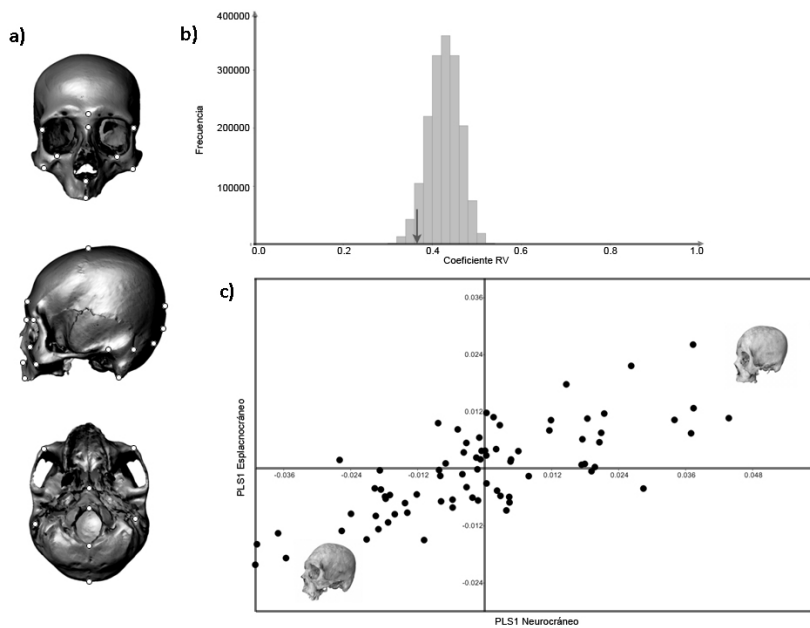 a)
b)
400000
300000
200000
100000
0
Frecuencia
0.0 0.2 0.4 0.6 0.8 1.0
Coeficiente RV
c)
0.036
0.024
0.012
-0.036 -0.024 -0.012 0.012 0.024 0.036 0.048
-0.012
-0.024
PLS1 Esplacnocráneo
PLS1 Neurocráneo